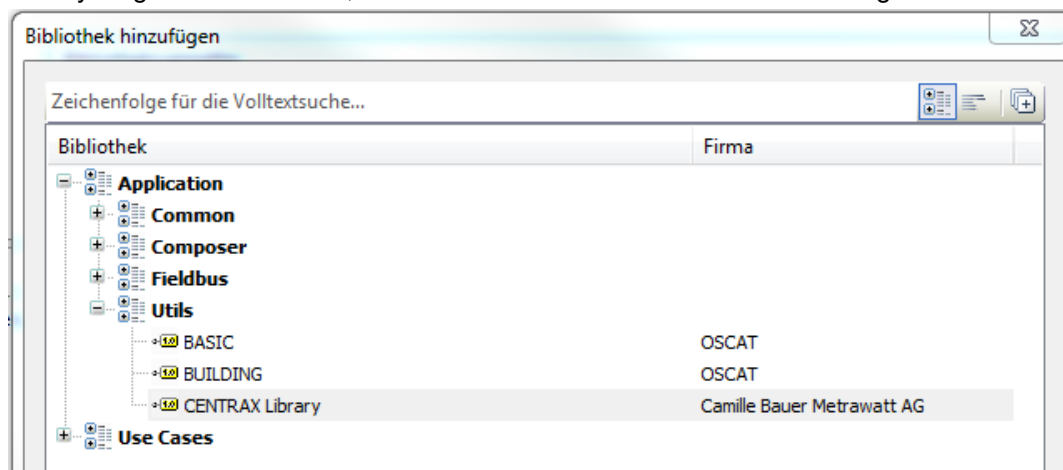 Bibliothek hinzufügen
Zeichenfolge für die Volltextsuche...
Bibliothek Firma
Application
Common
Composer
Fieldbus
Utils
BASIC OSCAT
BUILDING OSCAT
CENTRAX Library Camille Bauer Metrawatt AG
Use Cases